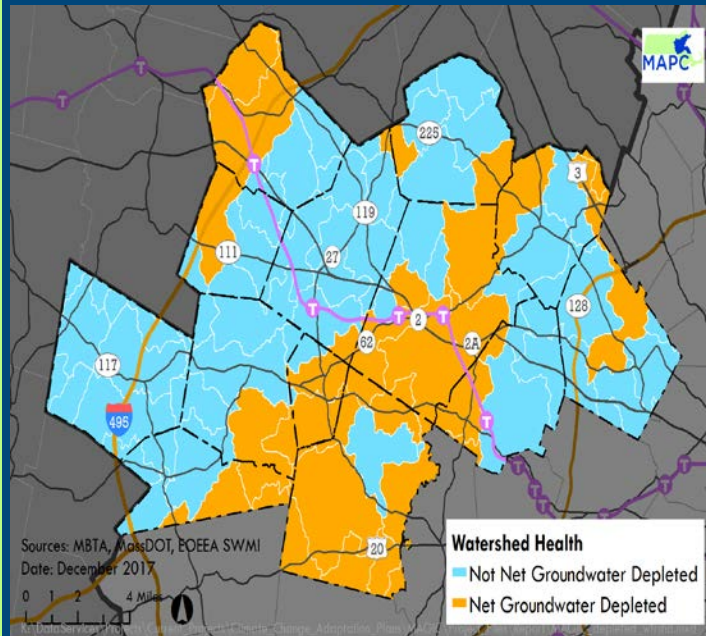 MAPC
225
3
119
27
111
128
2
62
2A
117
495
20
T
T
T
T
T
T
T
T
T
T
T
T
T
T
Sources: MBTA, MassDOT, EOEEA SWMI
Date: December 2017
0 1 2 4 Miles
Watershed Health
Not Net Groundwater Depleted
Net Groundwater Depleted